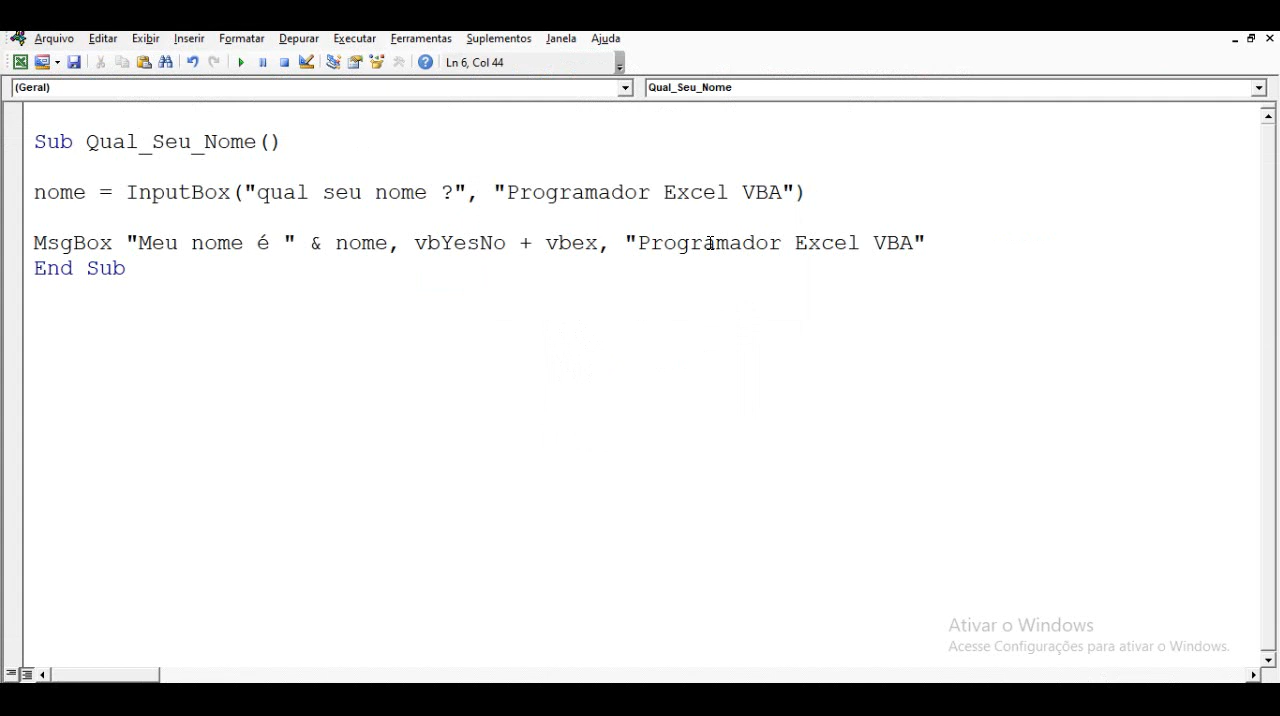 Arquivo Editar Exibir Inserir Formatar Depurar Executar Ferramentas Suplementos Janela Ajuda
Ln 6, Col 44
(Geral) Qual_Seu_Nome
Sub Qual_Seu_Nome()
nome = InputBox("qual seu nome ?", "Programador Excel VBA")
MsgBox "Meu nome é " & nome, vbYesNo + vbex, "Programador Excel VBA"
End Sub
Ativar o Windows
Acesse Configurações para ativar o Windows.